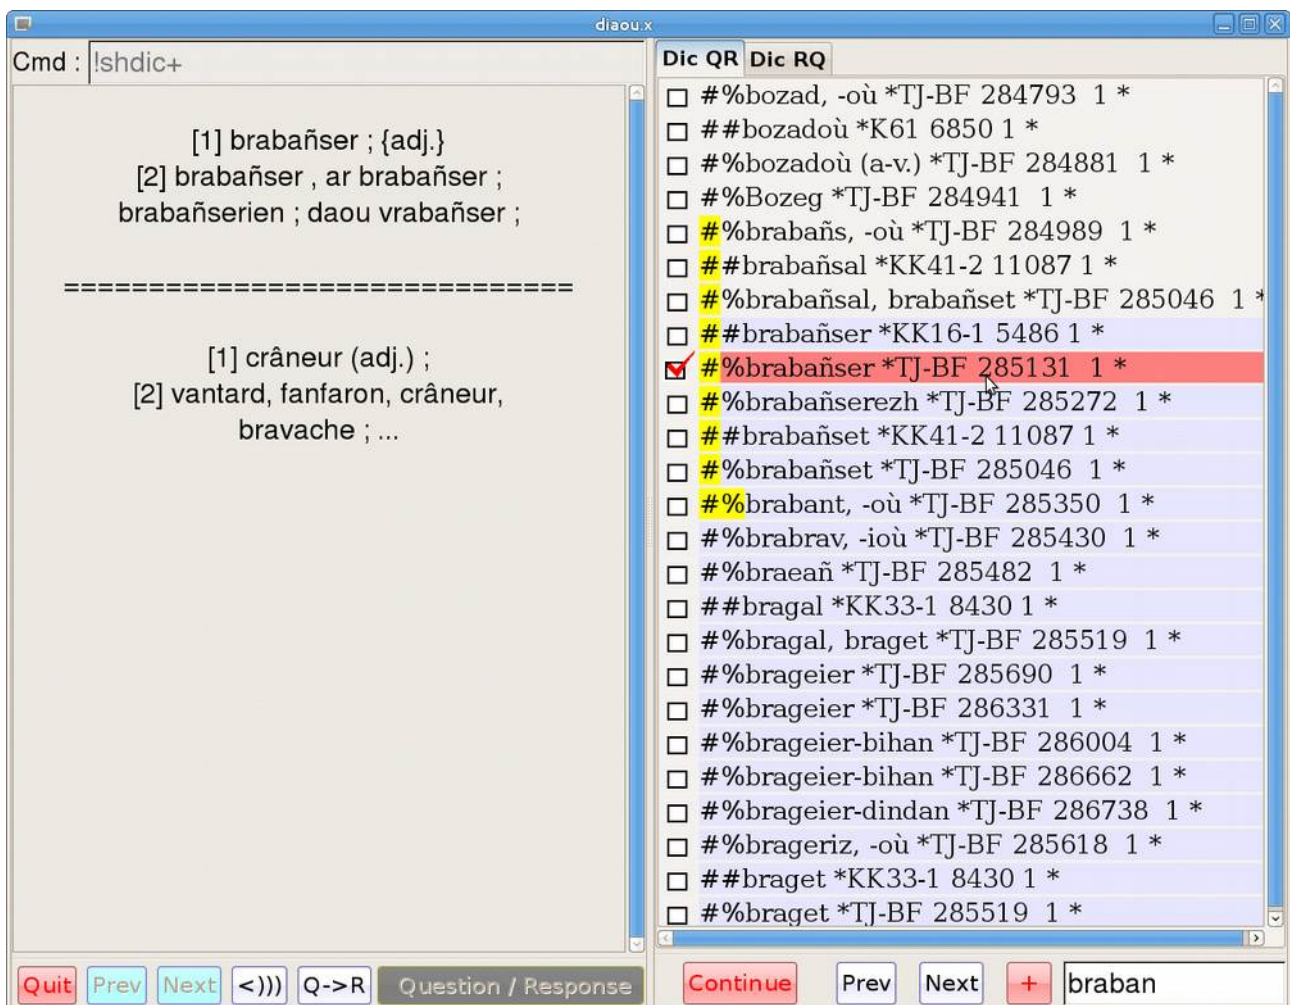 diaou.x
Cmd : !shdic+
[1] brabañser ; {adj.}
[2] brabañser , ar brabañser ;
brabañserien ; daou vrabañser ;
==============================
[1] crâneur (adj.) ;
[2] vantard, fanfaron, crâneur,
bravache ; ...
Quit Prev Next <))) Q->R Question / Response
Dic QR Dic RQ
#%bozad, -où *TJ-BF 284793 1 *
##bozadoù *K61 6850 1 *
#%bozadoù (a-v.) *TJ-BF 284881 1 *
#%Bozeg *TJ-BF 284941 1 *
#%brabañs, -où *TJ-BF 284989 1 *
##brabañsal *KK41-2 11087 1 *
#%brabañsal, brabañset *TJ-BF 285046 1 *
##brabañser *KK16-1 5486 1 *
#%brabañser *TJ-BF 285131 1 *
#%brabañserezh *TJ-BF 285272 1 *
##brabañset *KK41-2 11087 1 *
#%brabañset *TJ-BF 285046 1 *
#%brabant, -où *TJ-BF 285350 1 *
#%brabrav, -ioù *TJ-BF 285430 1 *
#%braeañ *TJ-BF 285482 1 *
##bragal *KK33-1 8430 1 *
#%bragal, braget *TJ-BF 285519 1 *
#%brageier *TJ-BF 285690 1 *
#%brageier *TJ-BF 286331 1 *
#%brageier-bihan *TJ-BF 286004 1 *
#%brageier-bihan *TJ-BF 286662 1 *
#%brageier-dindan *TJ-BF 286738 1 *
#%brageriz, -où *TJ-BF 285618 1 *
##braget *KK33-1 8430 1 *
#%braget *TJ-BF 285519 1 *
Continue Prev Next + braban